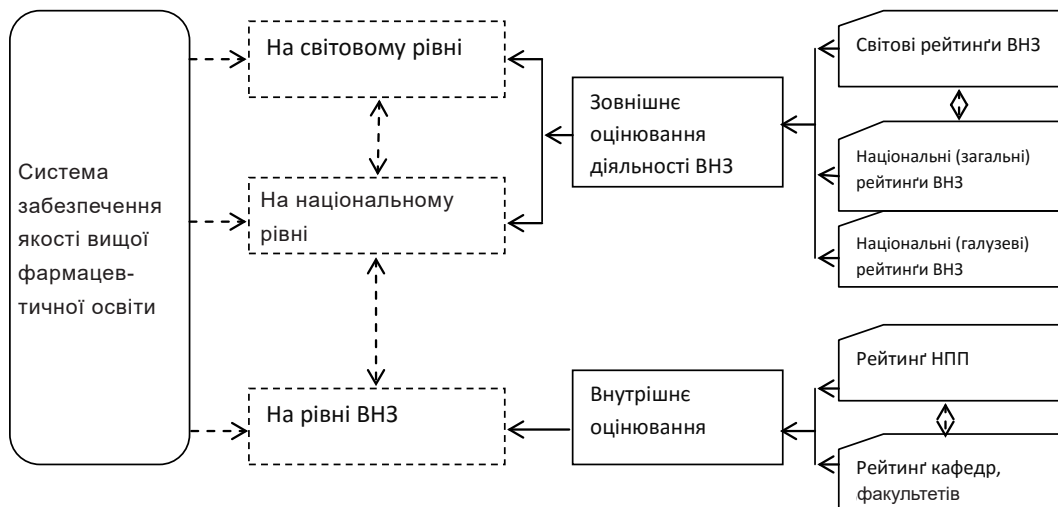 Система
забезпечення
якості вищої
фармацев-
тичної освіти
На світовому рівні
На національному
рівні
На рівні ВНЗ
Зовнішнє
оцінювання
діяльності ВНЗ
Внутрішнє
оцінювання
Світові рейтинґи ВНЗ
Національні (загальні)
рейтинґи ВНЗ
Національні (галузеві)
рейтинґи ВНЗ
Рейтинґ НПП
Рейтинґ кафедр,
факультетів